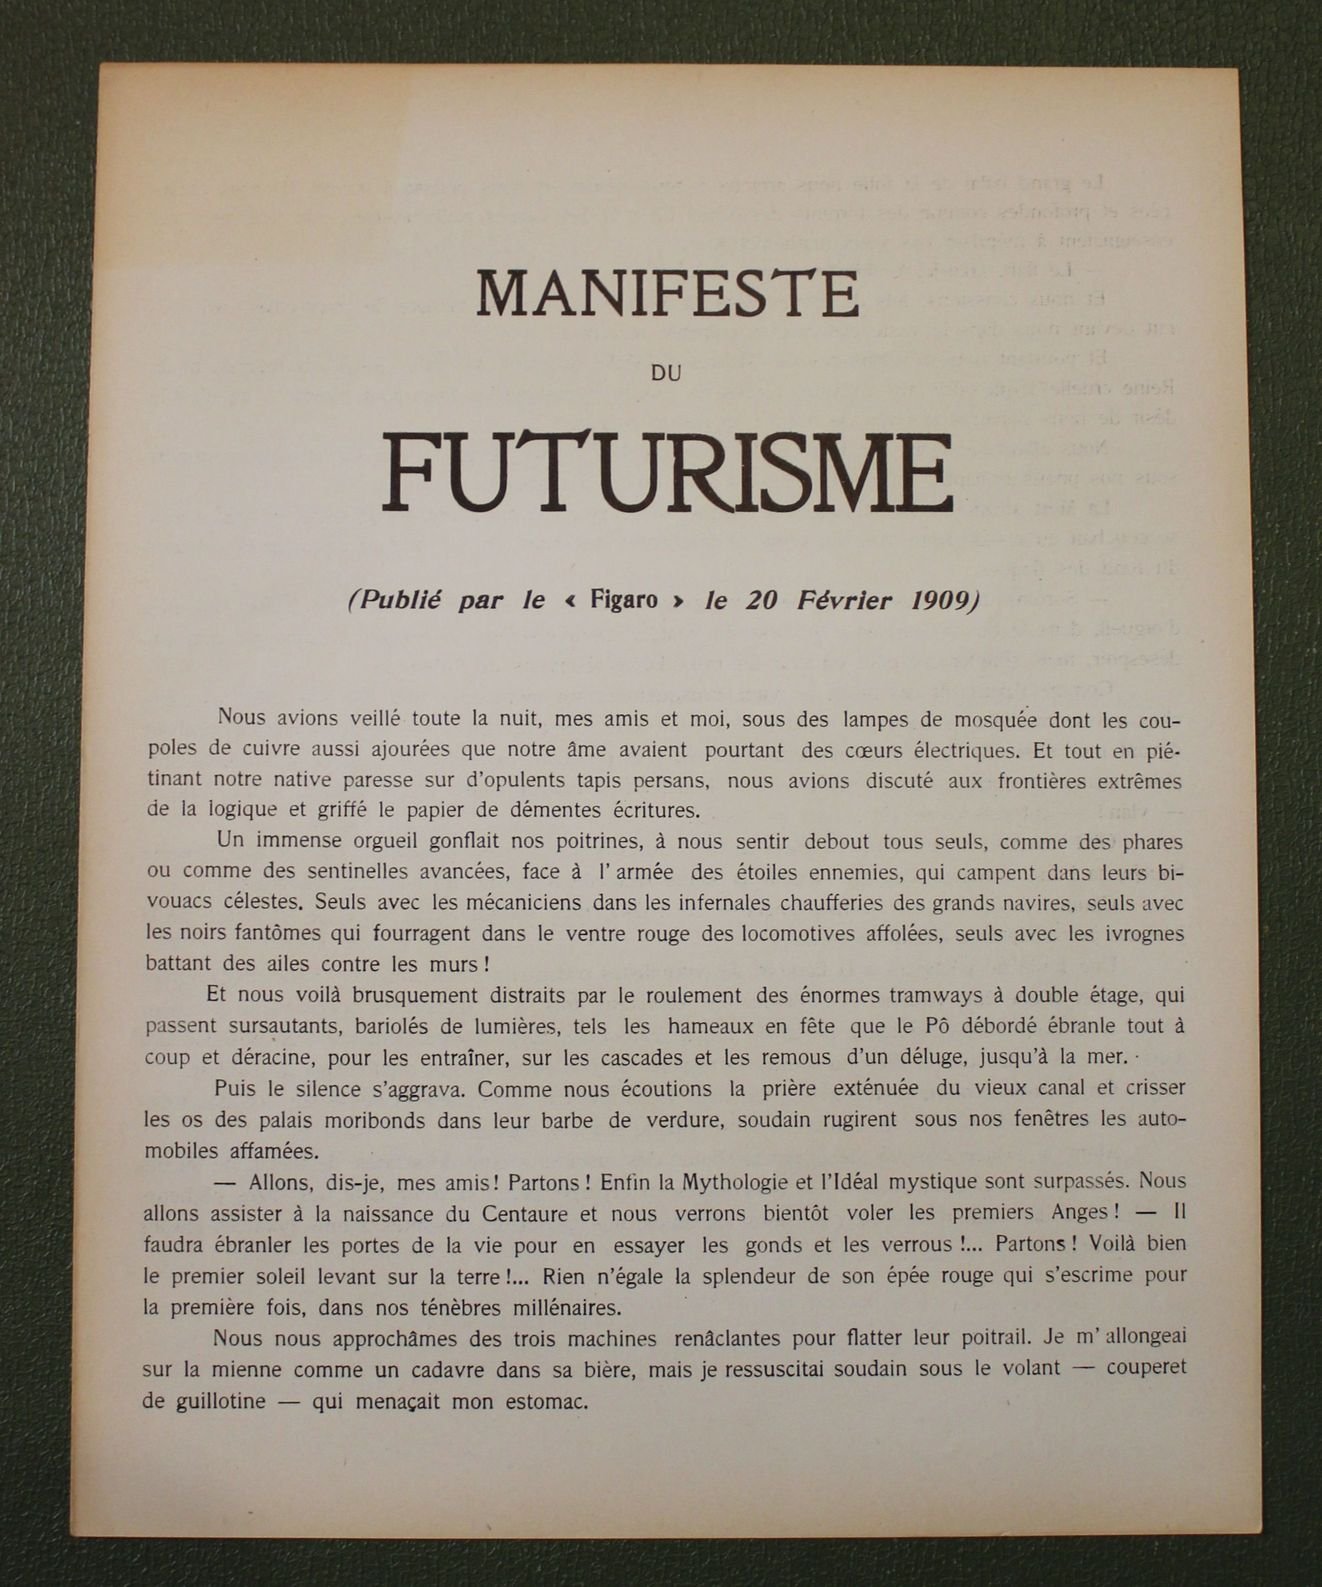 MANIFESTE
DU
FUTURISME
(Publié par le « Figaro » le 20 Février 1909)
Nous avions veillé toute la nuit, mes amis et moi, sous des lampes de mosquée dont les cou-
poles de cuivre aussi ajourées que notre âme avaient pourtant des cœurs électriques. Et tout en pié-
tinant notre native paresse sur d'opulents tapis persans, nous avions discuté aux frontières extrêmes
de la logique et griffé le papier de démentes écritures.
Un immense orgueil gonflait nos poitrines, à nous sentir debout tous seuls, comme des phares
ou comme des sentinelles avancées, face à l' armée des étoiles ennemies, qui campent dans leurs bi-
vouacs célestes. Seuls avec les mécaniciens dans les infernales chaufferies des grands navires, seuls avec
les noirs fantômes qui fourragent dans le ventre rouge des locomotives affolées, seuls avec les ivrognes
battant des ailes contre les murs !
Et nous voilà brusquement distraits par le roulement des énormes tramways à double étage, qui
passent sursautants, bariolés de lumières, tels les hameaux en fête que le Pô débordé ébranle tout à
coup et déracine, pour les entraîner, sur les cascades et les remous d'un déluge, jusqu'à la mer.
Puis le silence s'aggrava. Comme nous écoutions la prière exténuée du vieux canal et crisser
les os des palais moribonds dans leur barbe de verdure, soudain rugirent sous nos fenêtres les auto-
mobiles affamées.
— Allons, dis-je, mes amis ! Partons ! Enfin la Mythologie et l'Idéal mystique sont surpassés. Nous
allons assister à la naissance du Centaure et nous verrons bientôt voler les premiers Anges ! — Il
faudra ébranler les portes de la vie pour en essayer les gonds et les verrous !... Partons ! Voilà bien
le premier soleil levant sur la terre !... Rien n'égale la splendeur de son épée rouge qui s'escrime pour
la première fois, dans nos ténèbres millénaires.
Nous nous approchâmes des trois machines renâclantes pour flatter leur poitrail. Je m' allongeai
sur la mienne comme un cadavre dans sa bière, mais je ressuscitai soudain sous le volant — couperet
de guillotine — qui menaçait mon estomac.